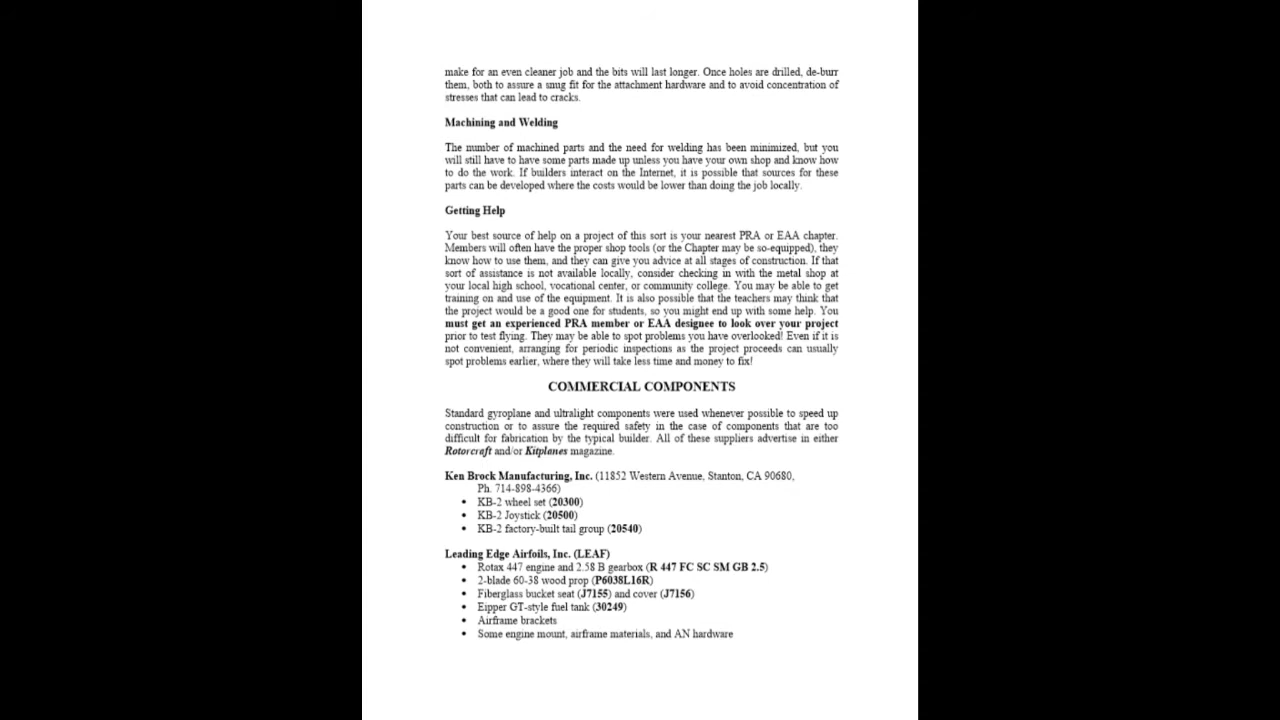 make for an even cleaner job and the bits will last longer. Once holes are drilled, de-burr
them, both to assure a snug fit for the attachment hardware and to avoid concentration of
stresses that can lead to cracks.
Machining and Welding
The number of machined parts and the need for welding has been minimized, but you
will still have to have some parts made up unless you have your own shop and know how
to do the work. If builders interact on the Internet, it is possible that sources for these
parts can be developed where the costs would be lower than doing the job locally.
Getting Help
Your best source of help on a project of this sort is your nearest PRA or EAA chapter.
Members will often have the proper shop tools (or the Chapter may be so-equipped), they
know how to use them, and they can give you advice at all stages of construction. If that
sort of assistance is not available locally, consider checking in with the metal shop at
your local high school, vocational center, or community college. You may be able to get
training on and use of the equipment. It is also possible that the teachers may think that
the project would be a good one for students, so you might end up with some help. You
must get an experienced PRA member or EAA designee to look over your project
prior to test flying. They may be able to spot problems you have overlooked! Even if it is
not convenient, arranging for periodic inspections as the project proceeds can usually
spot problems earlier, where they will take less time and money to fix!
COMMERCIAL COMPONENTS
Standard gyroplane and ultralight components were used whenever possible to speed up
construction or to assure the required safety in the case of components that are too
difficult for fabrication by the typical builder. All of these suppliers advertise in either
Rotorcraft and/or Kitplanes magazine.
Ken Brock Manufacturing, Inc. (11852 Western Avenue, Stanton, CA 90680,
Ph. 714-898-4366)
• KB-2 wheel set (20300)
• KB-2 Joystick (20500)
• KB-2 factory-built tail group (20540)
Leading Edge Airfoils, Inc. (LEAF)
• Rotax 447 engine and 2.58 B gearbox (R 447 FC SC SM GB 2.5)
• 2-blade 60-38 wood prop (P6038L16R)
• Fiberglass bucket seat (J7155) and cover (J7156)
• Eipper GT-style fuel tank (30249)
• Airframe brackets
• Some engine mount, airframe materials, and AN hardware